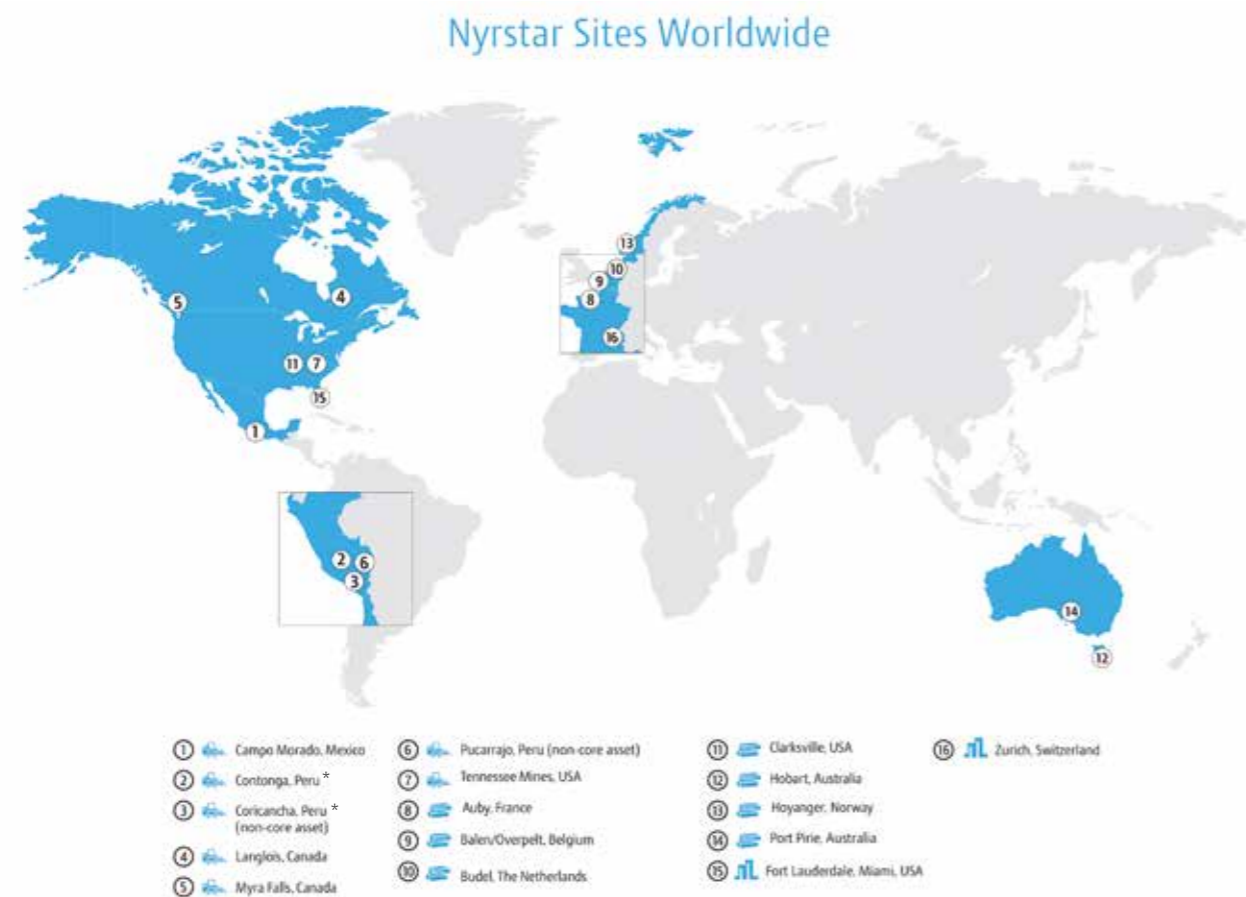 Nyrstar Sites Worldwide
13
10
9
8
16
5
4
11
7
15
1
2
6
3
14
12
1 Campo Morado, Mexico
2 Contonga, Peru *
3 Coricancha, Peru *
(non-core asset)
4 Langlois, Canada
5 Myra Falls, Canada
6 Pucarrajo, Peru (non-core asset)
7 Tennessee Mines, USA
8 Auby, France
9 Balen/Overpelt, Belgium
10 Budel, The Netherlands
11 Clarksville, USA
12 Hobart, Australia
13 Hoyanger, Norway
14 Port Pirie, Australia
15 Fort Lauderdale, Miami, USA
16 Zurich, Switzerland